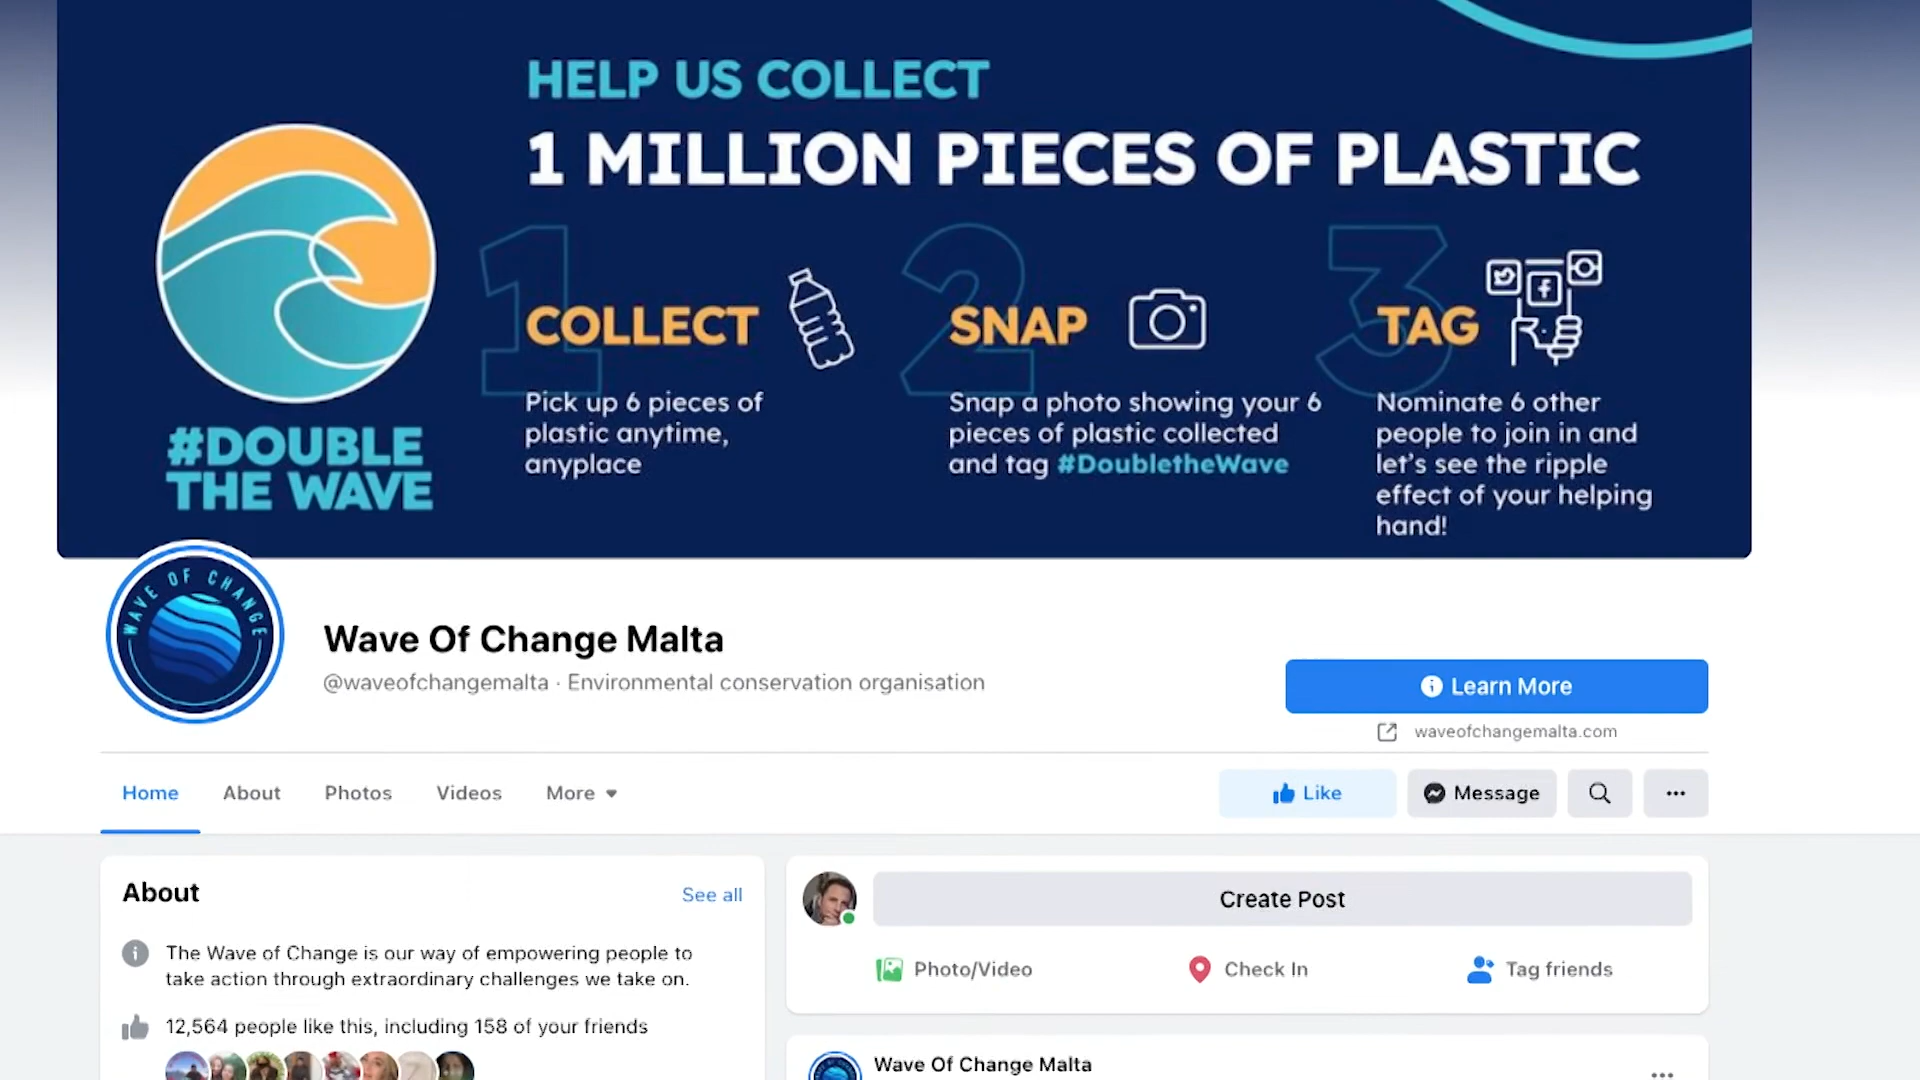 HELP US COLLECT
1 MILLION PIECES OF PLASTIC
1
COLLECT
Pick up 6 pieces of
plastic anytime,
anyplace
2
SNAP
Snap a photo showing your 6
pieces of plastic collected
and tag #DoubletheWave
3
TAG
Nominate 6 other
people to join in and
let's see the ripple
effect of your helping
hand!
#DOUBLE
THE WAVE
WAVE OF CHANGE
Wave Of Change Malta
@waveofchangemalta · Environmental conservation organisation
Learn More
waveofchangemalta.com
Home About Photos Videos More
Like Message
About See all
The Wave of Change is our way of empowering people to
take action through extraordinary challenges we take on.
12,564 people like this, including 158 of your friends
Create Post
Photo/Video Check In Tag friends
Wave Of Change Malta